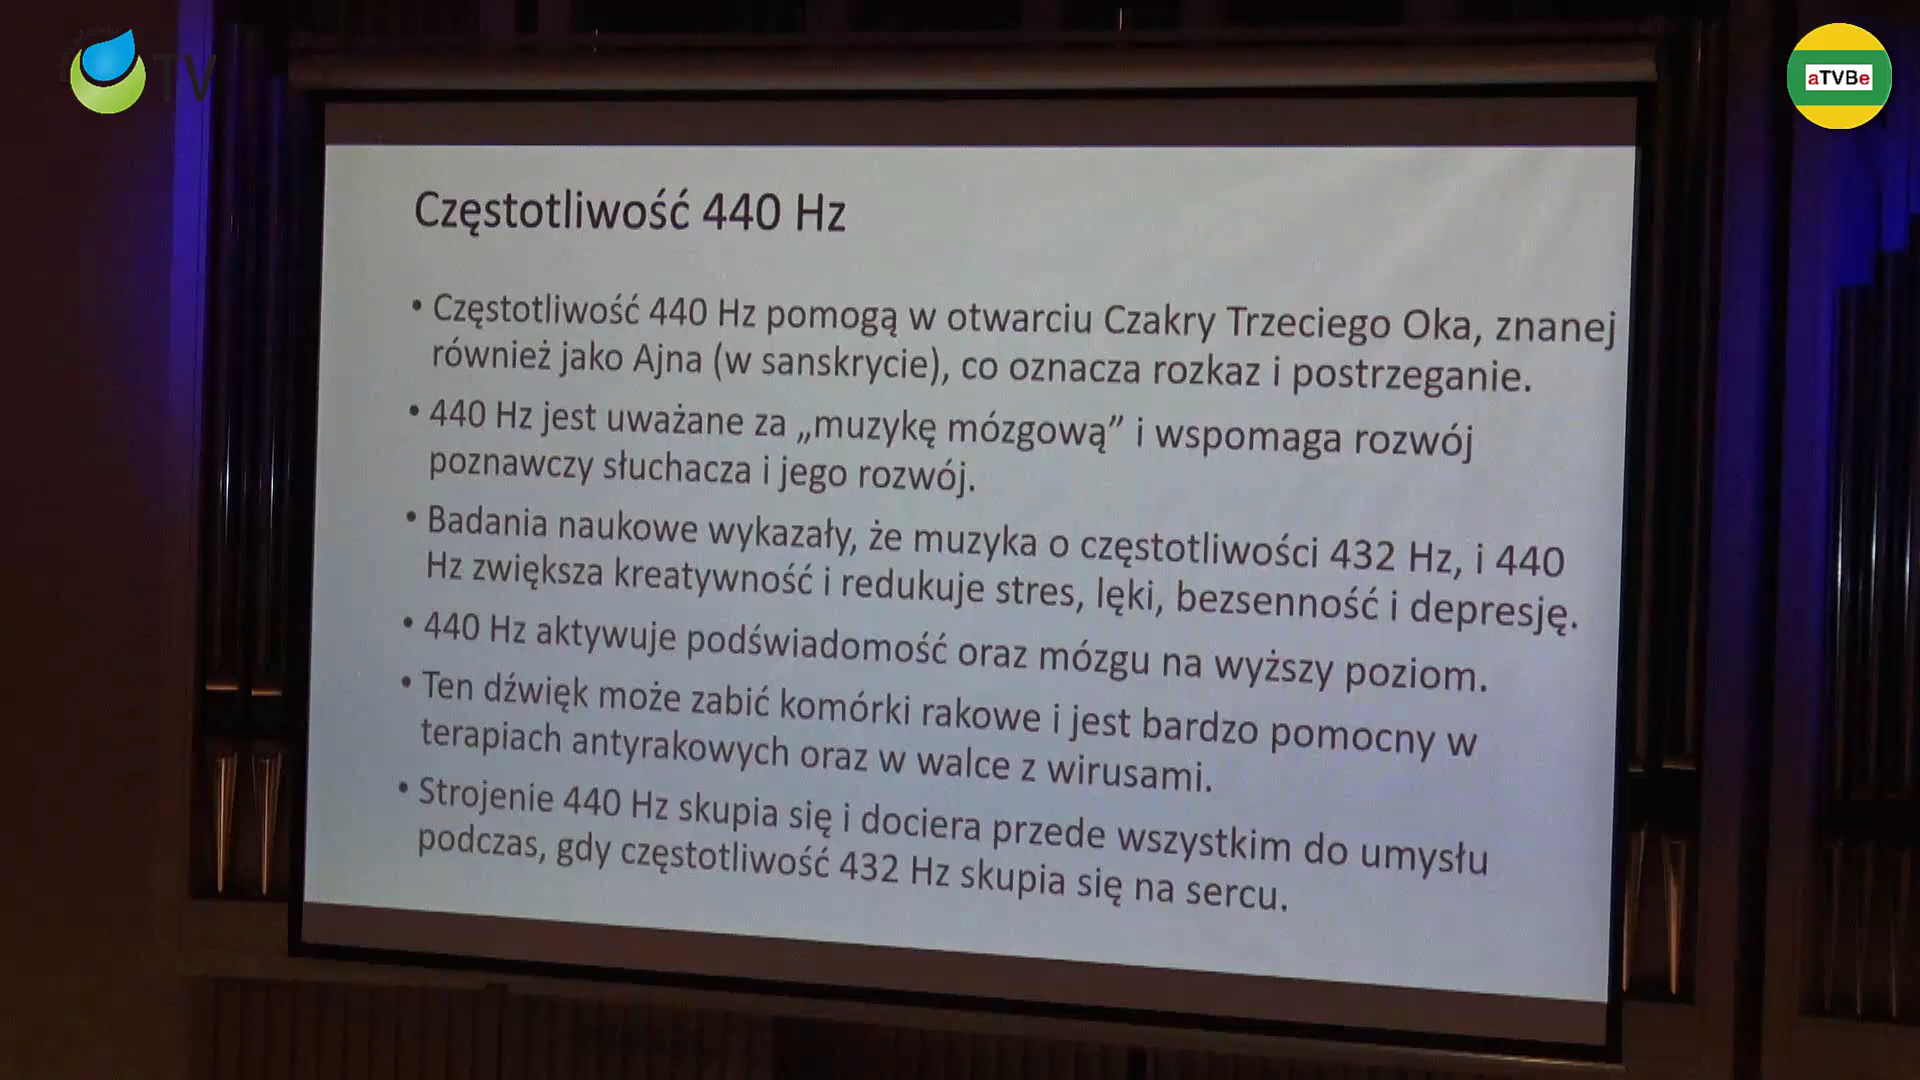 TV
aTVBe
Częstotliwość 440 Hz
• Częstotliwość 440 Hz pomogą w otwarciu Czakry Trzeciego Oka, znanej
również jako Ajna (w sanskrycie), co oznacza rozkaz i postrzeganie.
• 440 Hz jest uważane za „muzykę mózgową” i wspomaga rozwój
poznawczy słuchacza i jego rozwój.
• Badania naukowe wykazały, że muzyka o częstotliwości 432 Hz, i 440
Hz zwiększa kreatywność i redukuje stres, lęki, bezsenność i depresję.
• 440 Hz aktywuje podświadomość oraz mózgu na wyższy poziom.
• Ten dźwięk może zabić komórki rakowe i jest bardzo pomocny w
terapiach antyrakowych oraz w walce z wirusami.
• Strojenie 440 Hz skupia się i dociera przede wszystkim do umysłu
podczas, gdy częstotliwość 432 Hz skupia się na sercu.